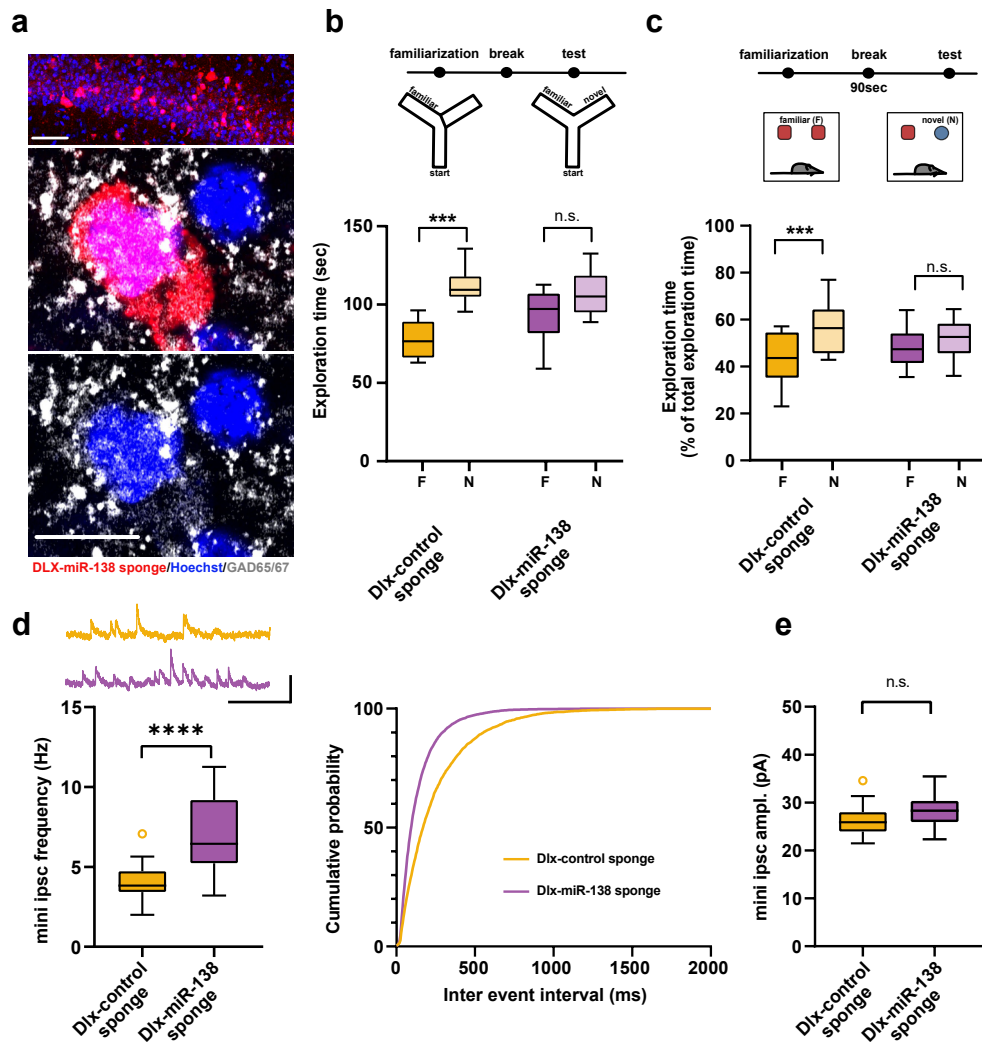 a
DLX-miR-138 sponge/Hoechst/GAD65/67
b
familiarization break test
familiar
start
familiar
novel
start
Exploration time (sec)
150
100
50
0
***
n.s.
F N F N
Dlx-control
sponge
Dlx-miR-138
sponge
c
familiarization break test
90sec
familiar (F)
novel (N)
Exploration time
(% of total exploration time)
100
80
60
40
20
0
***
n.s.
F N F N
Dlx-control
sponge
Dlx-miR-138
sponge
d
mini ipsc frequency (Hz)
15
10
5
0
****
Dlx-control
sponge
Dlx-miR-138
sponge
Cumulative probability
100
50
0
Dlx-control sponge
Dlx-miR-138 sponge
0 500 1000 1500 2000
Inter event interval (ms)
e
mini ipsc ampl. (pA)
50
40
30
20
10
0
n.s.
Dlx-control
sponge
Dlx-miR-138
sponge